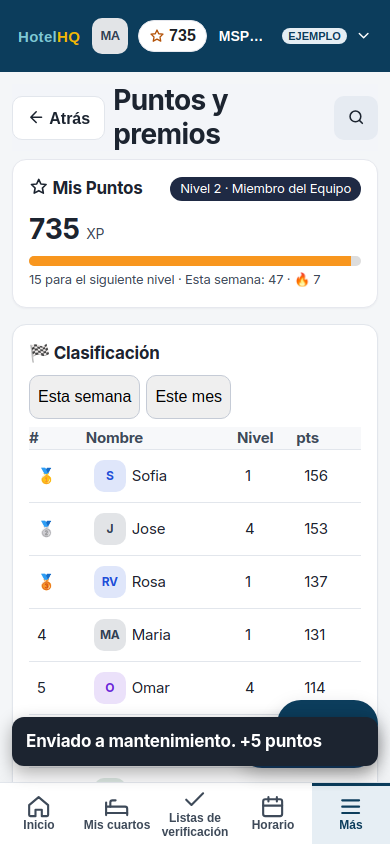 HotelHQ MA 735 MSP… EJEMPLO
Atrás
Puntos y
premios
Mis Puntos
Nivel 2 · Miembro del Equipo
735 XP
15 para el siguiente nivel · Esta semana: 47 · 🔥 7
🏁 Clasificación
Esta semana
Este mes
# Nombre Nivel pts
🥇 S Sofia 1 156
🥈 J Jose 4 153
🥉 RV Rosa 1 137
4 MA Maria 1 131
5 O Omar 4 114
Enviado a mantenimiento. +5 puntos
Inicio
Mis cuartos
Listas de
verificación
Horario
Más